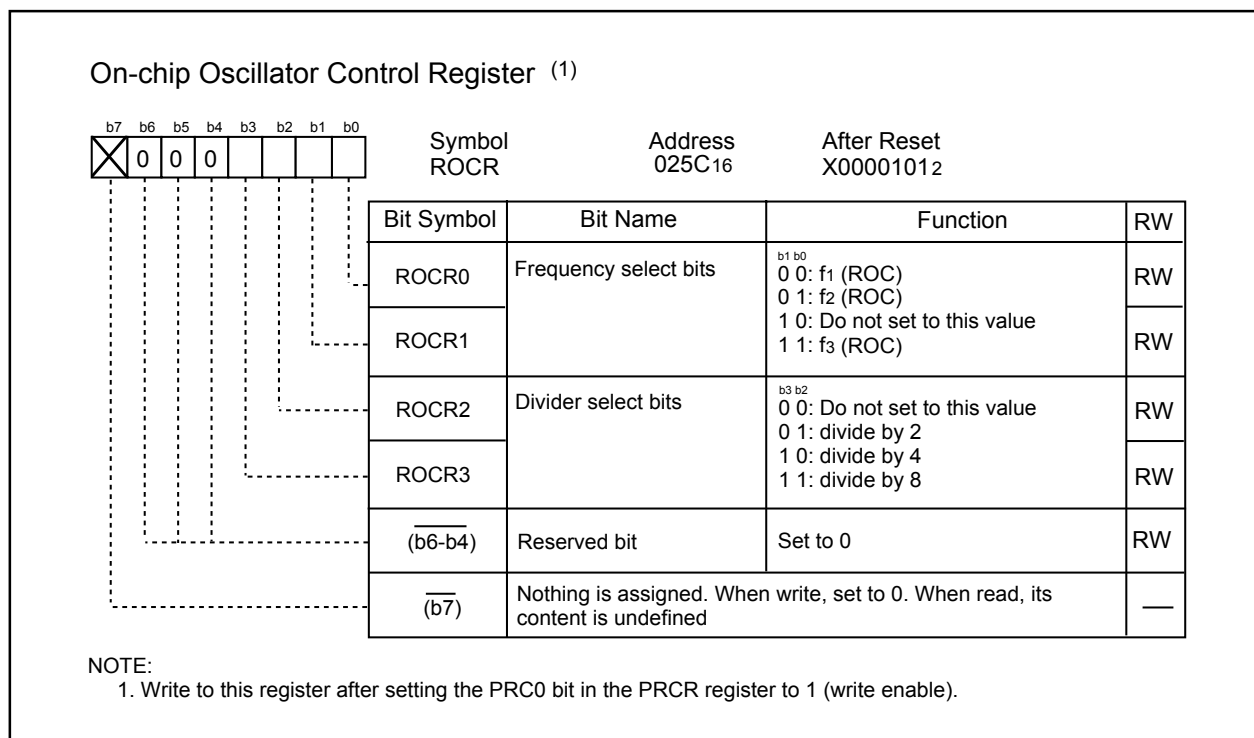 On-chip Oscillator Control Register (1)
b7 b6 b5 b4 b3 b2 b1 b0
0 0 0
Symbol Address After Reset
ROCR 025C16 X00001012
Bit Symbol Bit Name Function RW
ROCR0 Frequency select bits b1 b0
0 0: f1 (ROC) RW
0 1: f2 (ROC)
ROCR1 1 0: Do not set to this value RW
1 1: f3 (ROC)
ROCR2 Divider select bits b3 b2
0 0: Do not set to this value RW
0 1: divide by 2
ROCR3 1 0: divide by 4 RW
1 1: divide by 8
(b6-b4) Reserved bit Set to 0 RW
(b7) Nothing is assigned. When write, set to 0. When read, its —
content is undefined
NOTE:
1. Write to this register after setting the PRC0 bit in the PRCR register to 1 (write enable).